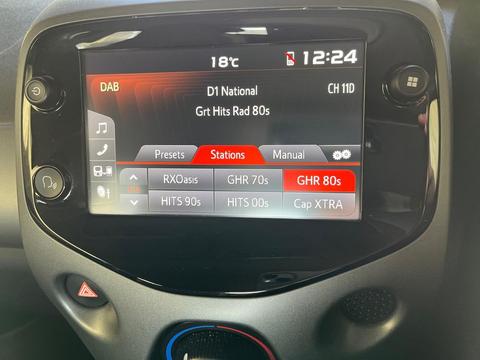 18°C 12:24
DAB D1 National CH 11D
Grt Hits Rad 80s
Presets Stations Manual
RXOasis GHR 70s GHR 80s
HITS 90s HITS 00s Cap XTRA